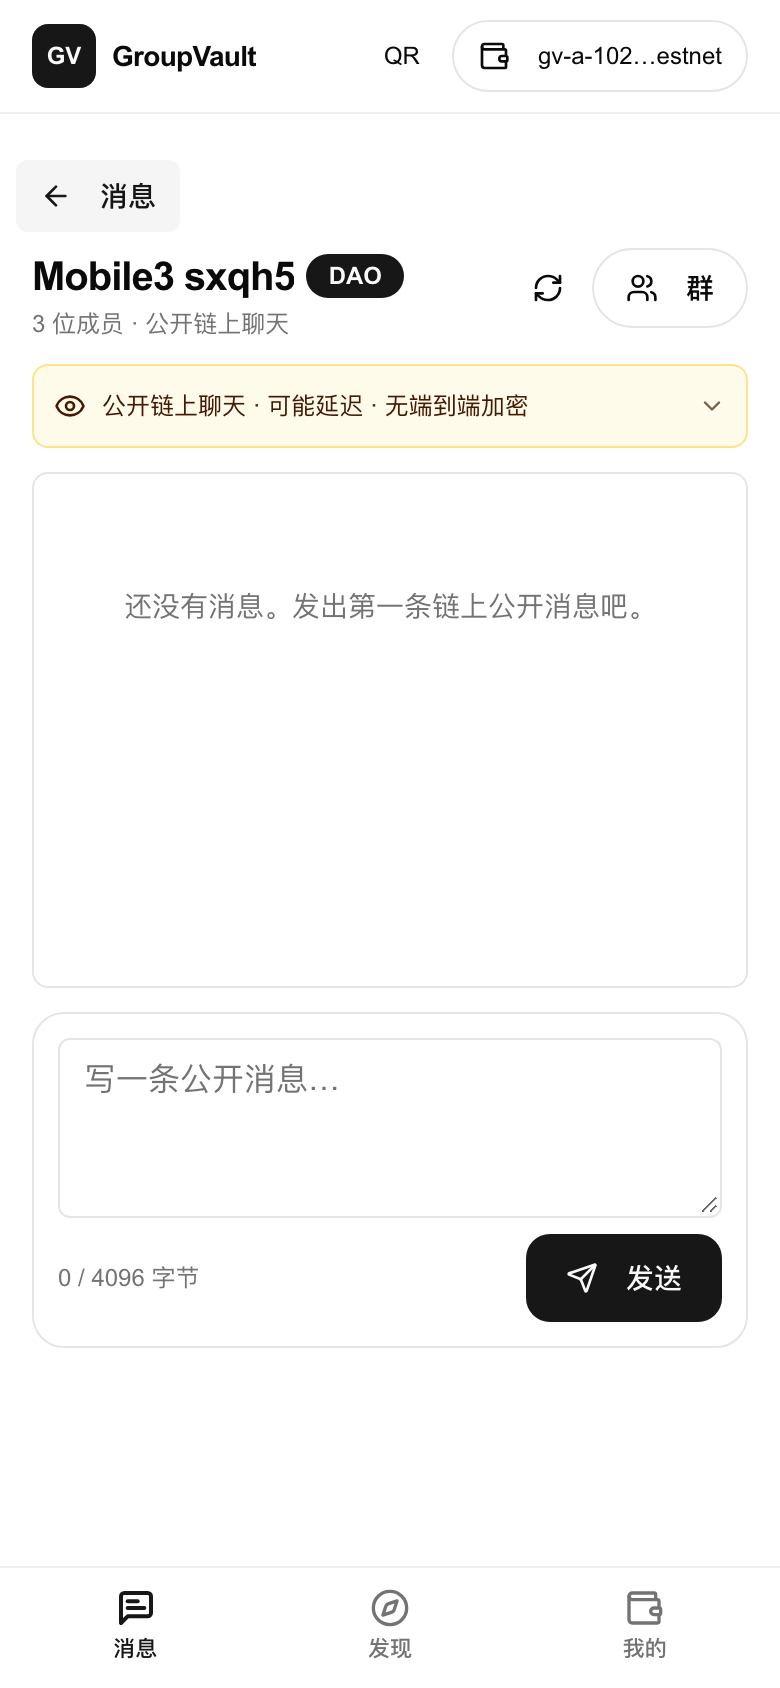 GV GroupVault QR gv-a-102...estnet
消息
Mobile3 sxqh5 DAO
群
3 位成员 · 公开链上聊天
公开链上聊天 · 可能延迟 · 无端到端加密
还没有消息。发出第一条链上公开消息吧。
写一条公开消息...
0 / 4096 字节 发送
消息 发现 我的